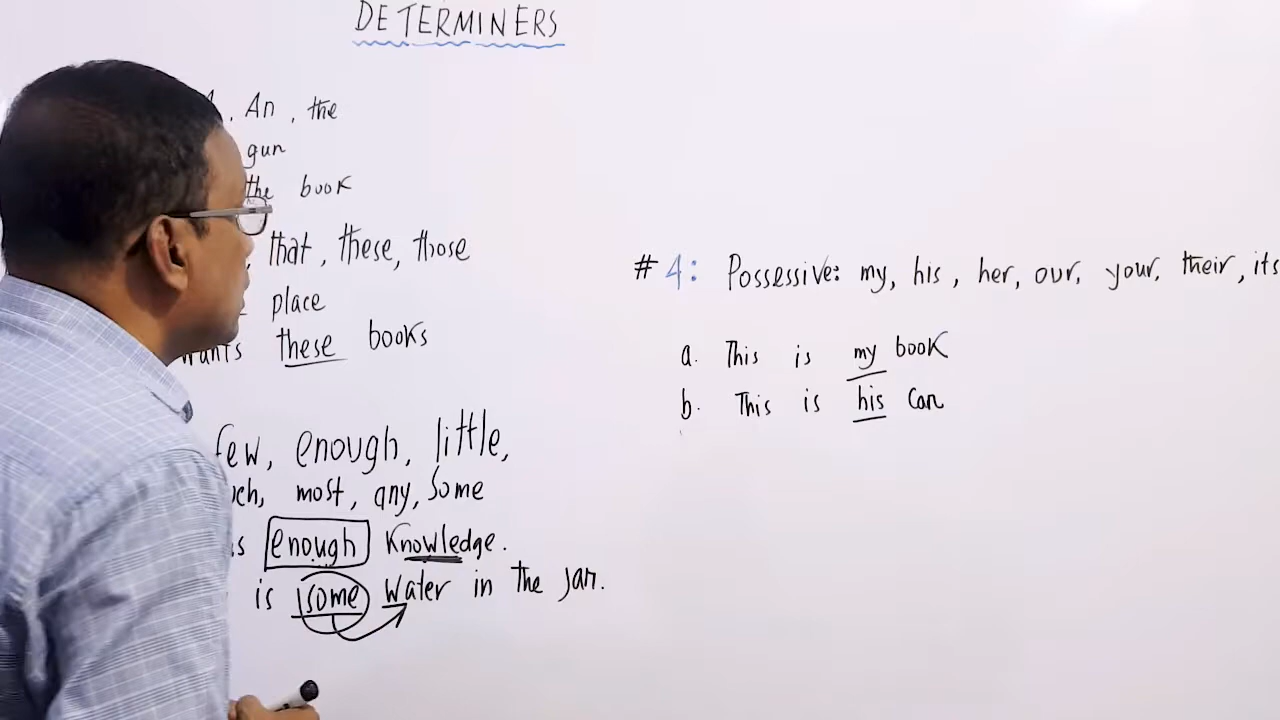 DETERMINERS
An, the
gun
the book
that, these, those
place
wants these books
few, enough, little,
most, any, Some
enough Knowledge.
is some Water in the Jar.
# 4: Possessive: my, his, her, our, your, their, its
a. This is my book
b. This is his Car